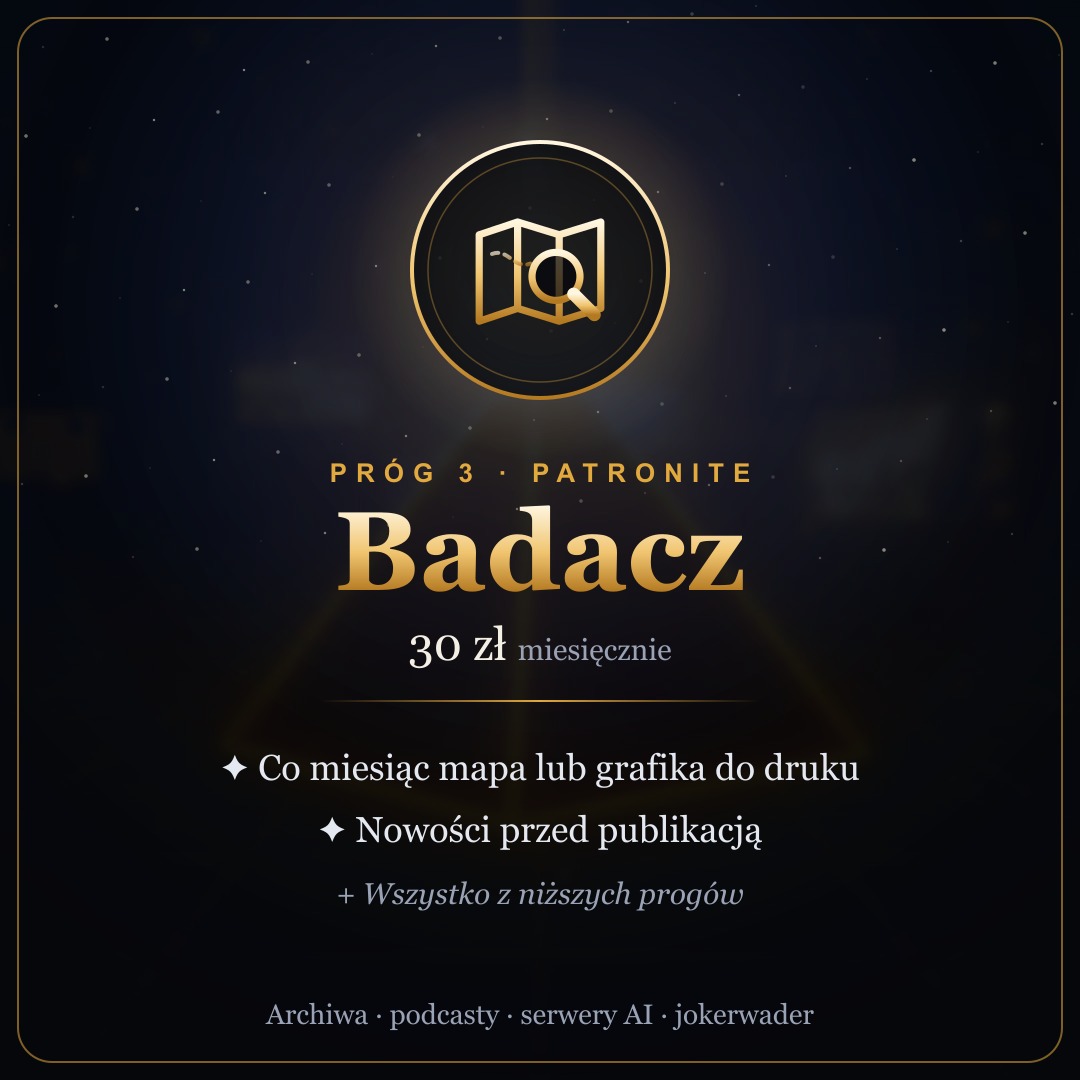 PRÓG 3 · PATRONITE
Badacz
30 zł miesięcznie
✦ Co miesiąc mapa lub grafika do druku
✦ Nowości przed publikacją
+ Wszystko z niższych progów
Archiwa · podcasty · serwery AI · jokerwader